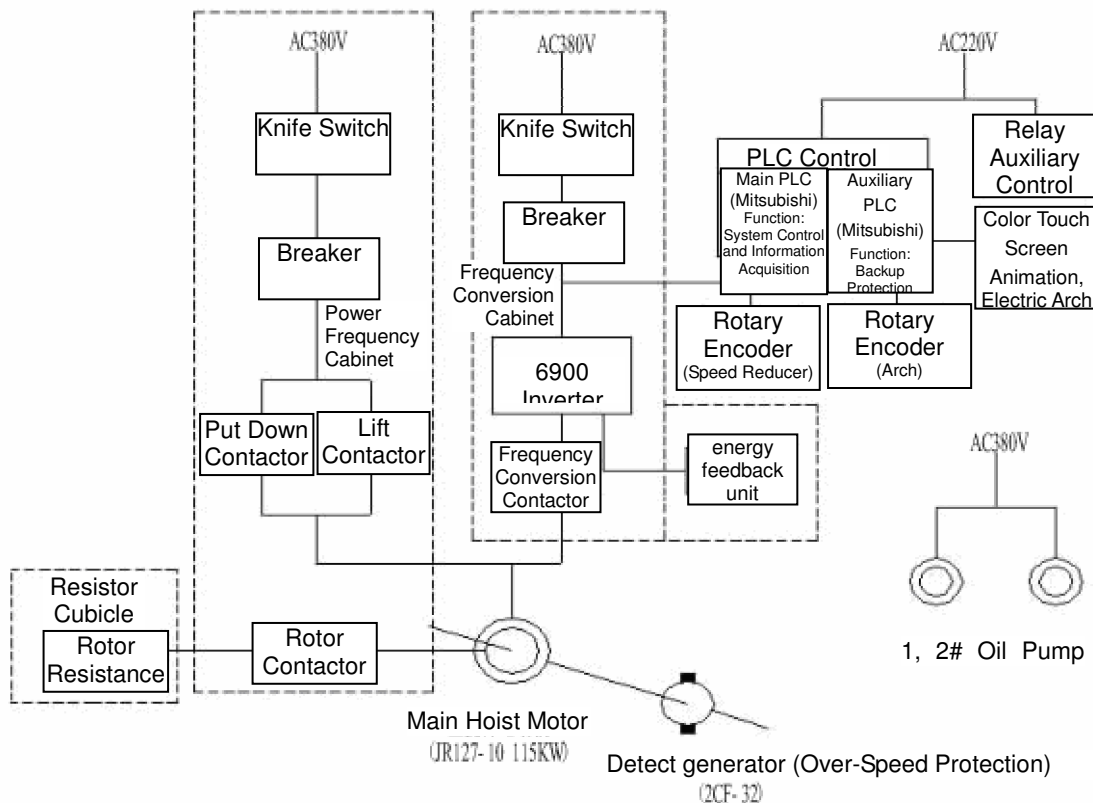 AC380V
Knife Switch
Breaker
Power
Frequency
Cabinet
Put Down
Contactor
Lift
Contactor
Resistor
Cubicle
Rotor
Resistance
Rotor
Contactor
AC380V
Knife Switch
Breaker
Frequency
Conversion
Cabinet
6900
Inverter
Frequency
Conversion
Contactor
energy
feedback
unit
AC220V
PLC Control
Main PLC
(Mitsubishi)
Function:
System Control
and Information
Acquisition
Auxiliary
PLC
(Mitsubishi)
Function:
Backup
Protection
Relay
Auxiliary
Control
Color Touch
Screen
Animation,
Electric Arch
Rotary
Encoder
(Speed Reducer)
Rotary
Encoder
(Arch)
AC380V
1, 2# Oil Pump
Main Hoist Motor
(JR127-10 115KW)
Detect generator (Over-Speed Protection)
(2CF-32)